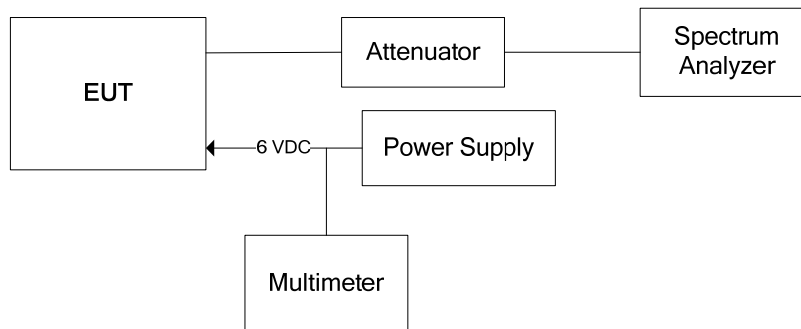 EUT
Attenuator
Spectrum
Analyzer
6 VDC
Power Supply
Multimeter